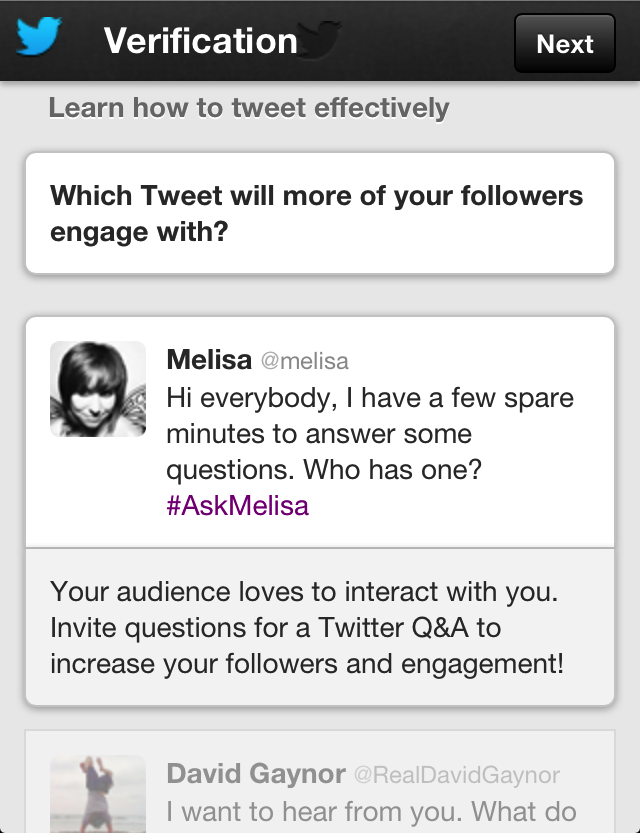 Verification
Next
Learn how to tweet effectively
Which Tweet will more of your followers
engage with?
Melisa @melisa
Hi everybody, I have a few spare
minutes to answer some
questions. Who has one?
#AskMelisa
Your audience loves to interact with you.
Invite questions for a Twitter Q&A to
increase your followers and engagement!
David Gaynor @RealDavidGaynor
I want to hear from you. What do